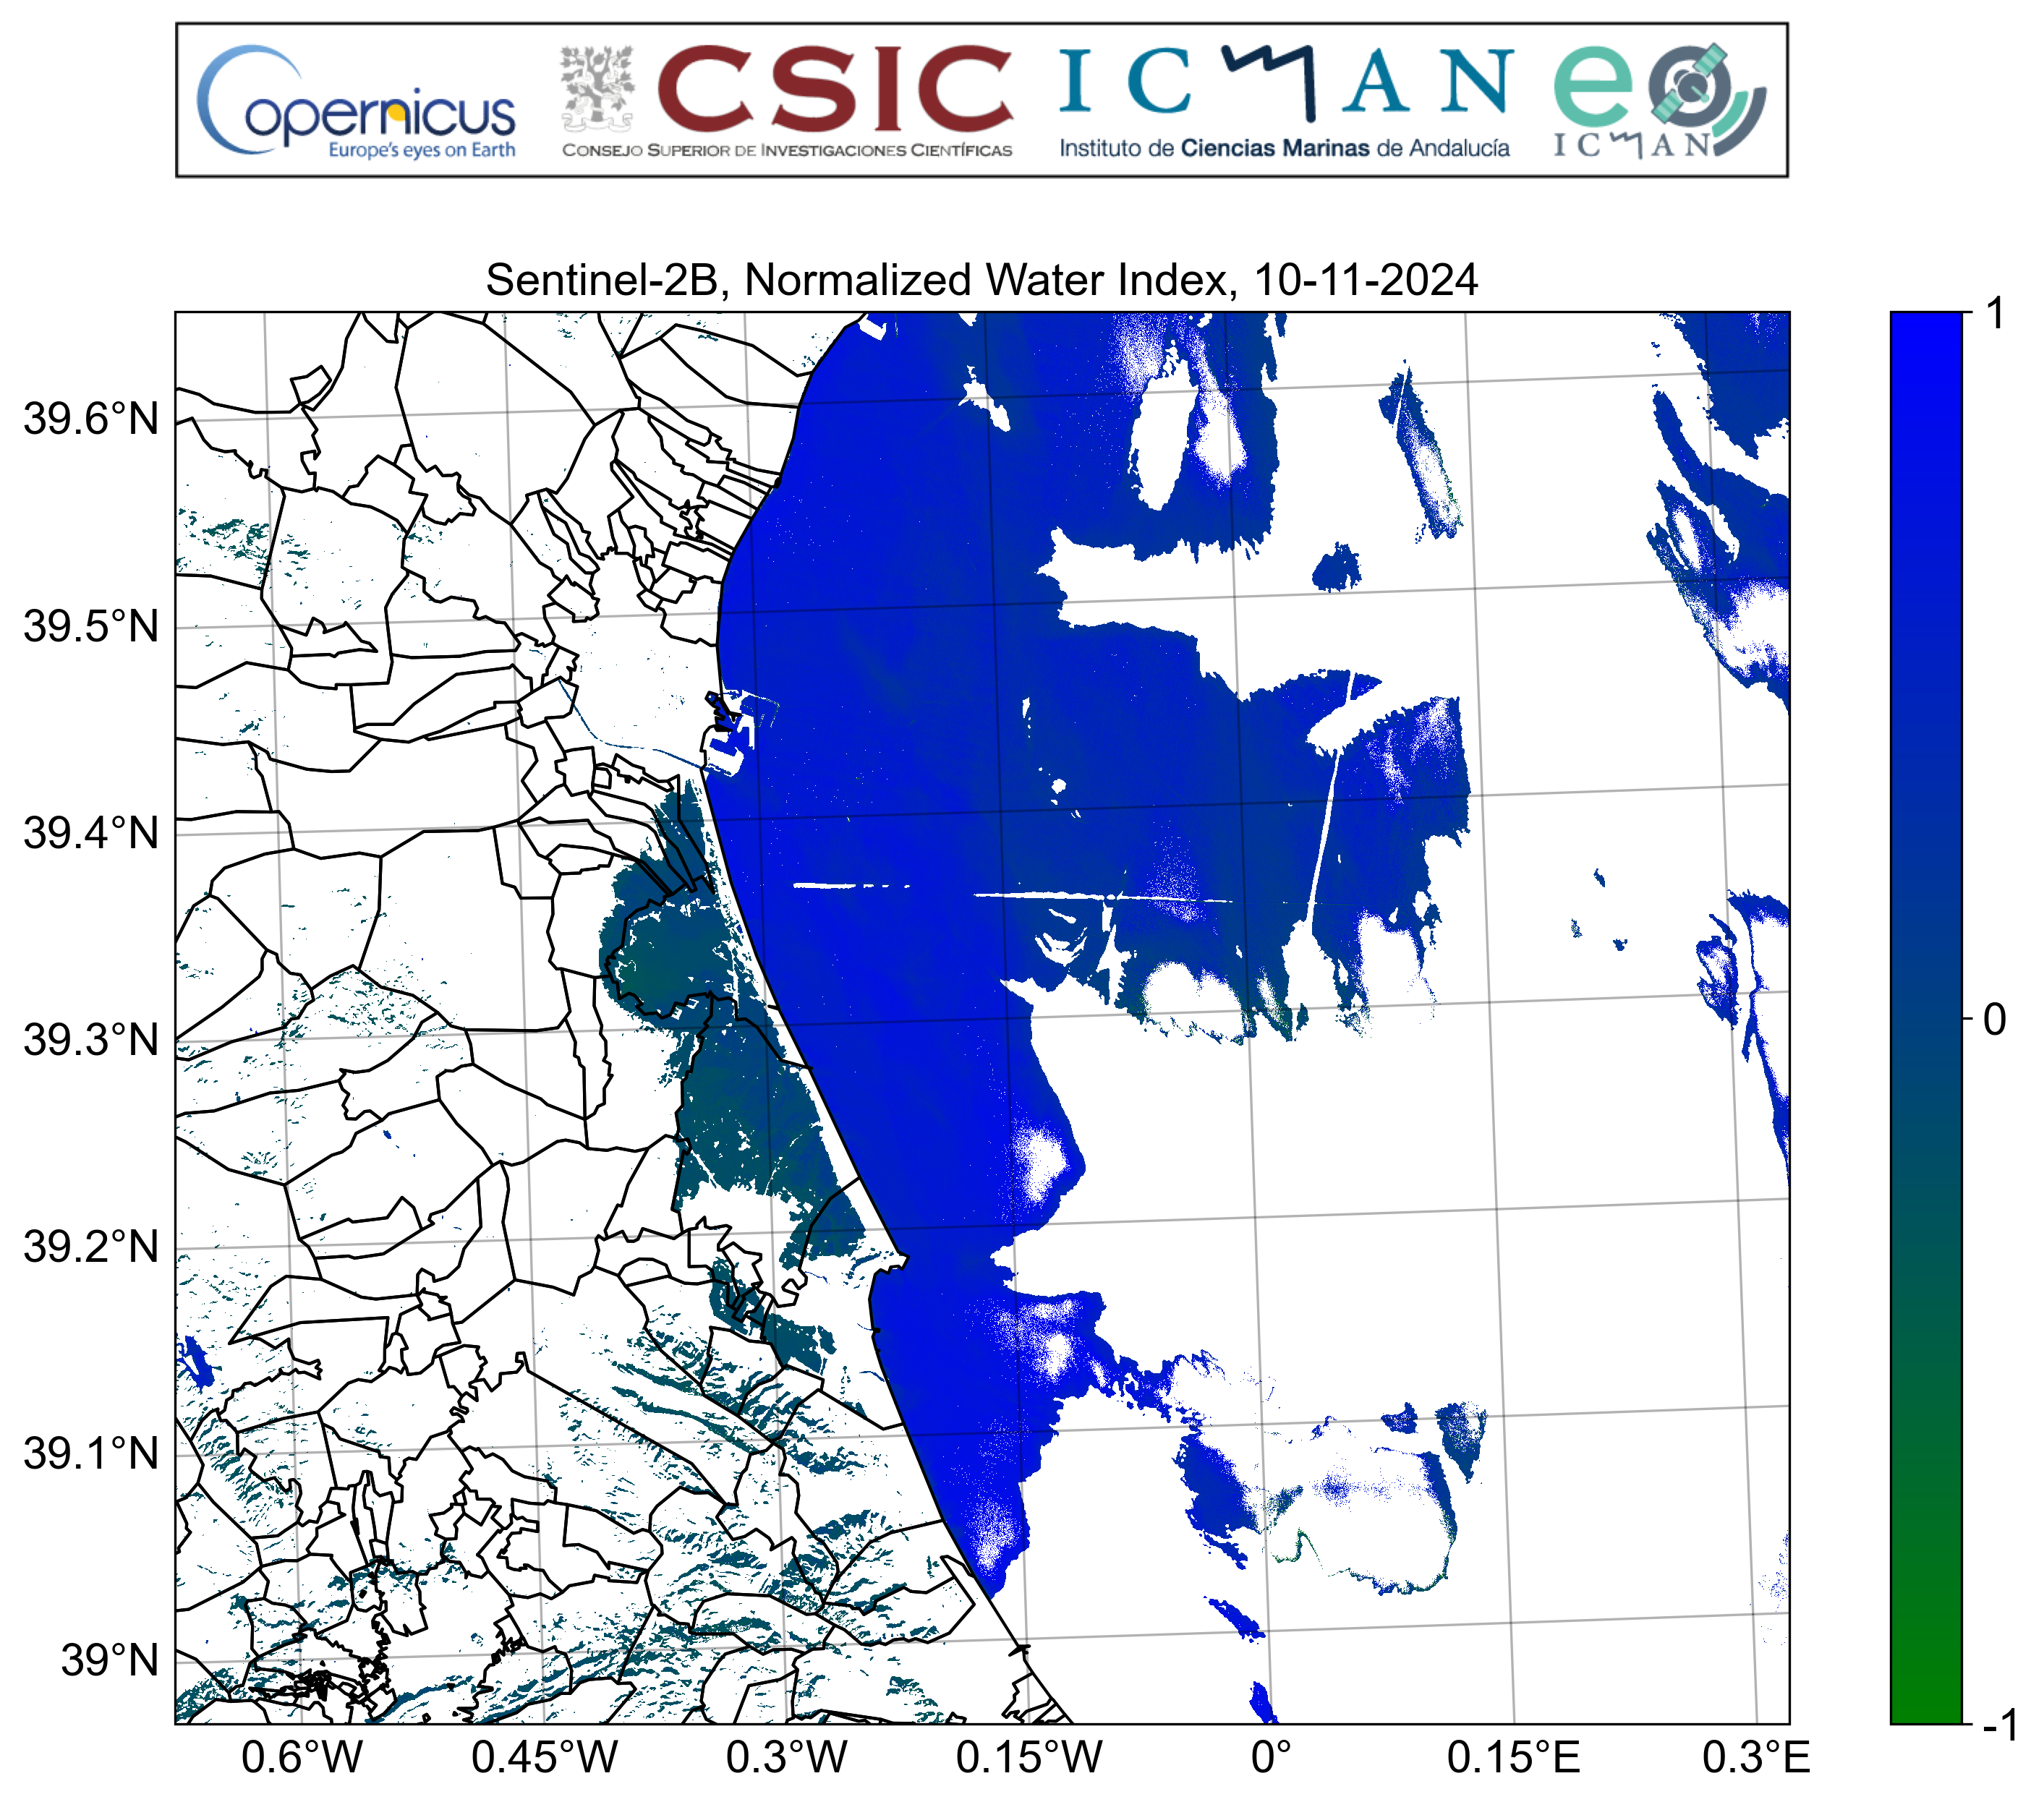 Copernicus
Europe's eyes on Earth
CSIC
CONSEJO SUPERIOR DE INVESTIGACIONES CIENTÍFICAS
ICMAN
Instituto de Ciencias Marinas de Andalucía
eo
ICMAN
Sentinel-2B, Normalized Water Index, 10-11-2024
39.6°N
39.5°N
39.4°N
39.3°N
39.2°N
39.1°N
39°N
0.6°W 0.45°W 0.3°W 0.15°W 0° 0.15°E 0.3°E
1
0
-1